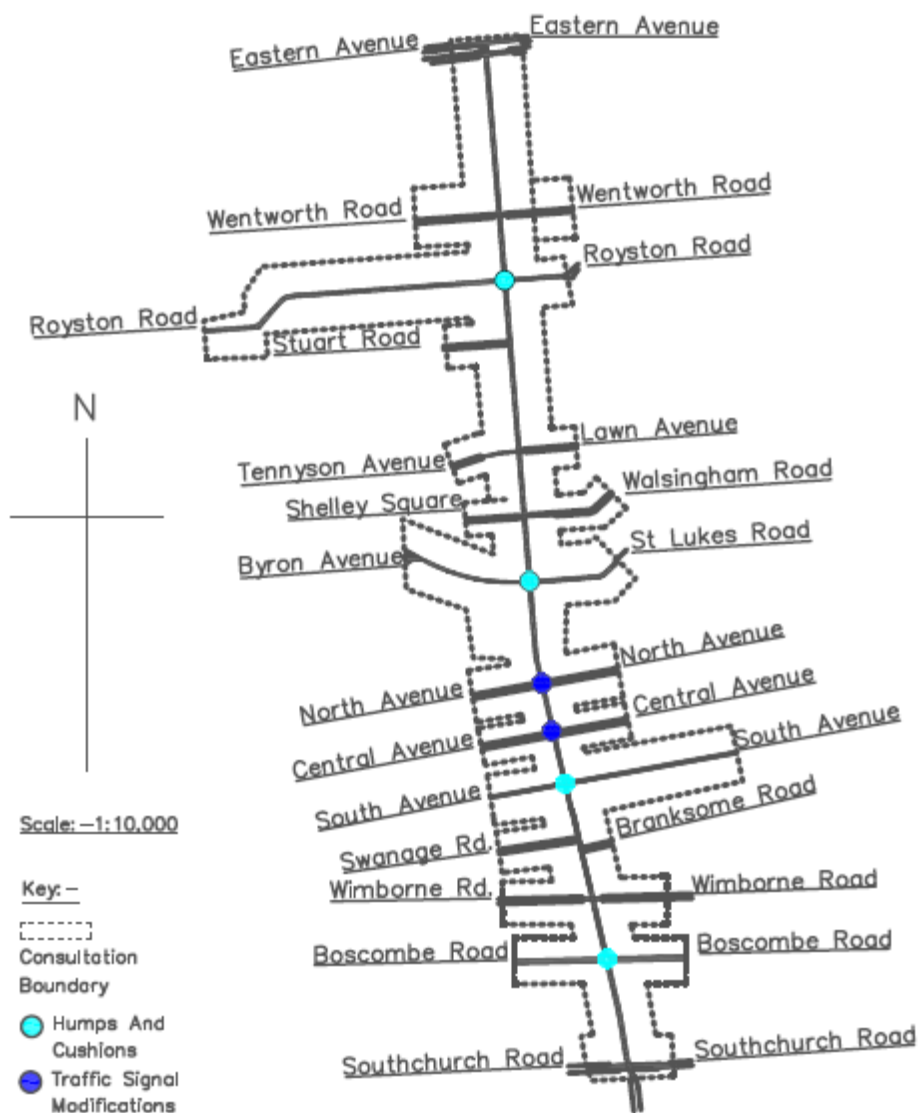 Eastern Avenue
Eastern Avenue
Wentworth Road
Wentworth Road
Royston Road
Royston Road
Stuart Road
Lawn Avenue
Tennyson Avenue
Walsingham Road
Shelley Square
St Lukes Road
Byron Avenue
North Avenue
North Avenue
Central Avenue
Central Avenue
South Avenue
South Avenue
Branksome Road
Swanage Rd.
Wimborne Rd.
Wimborne Road
Boscombe Road
Boscombe Road
Southchurch Road
Southchurch Road
N
Scale:-1:10,000
Key:-
Consultation
Boundary
Humps And
Cushions
Traffic Signal
Modifications